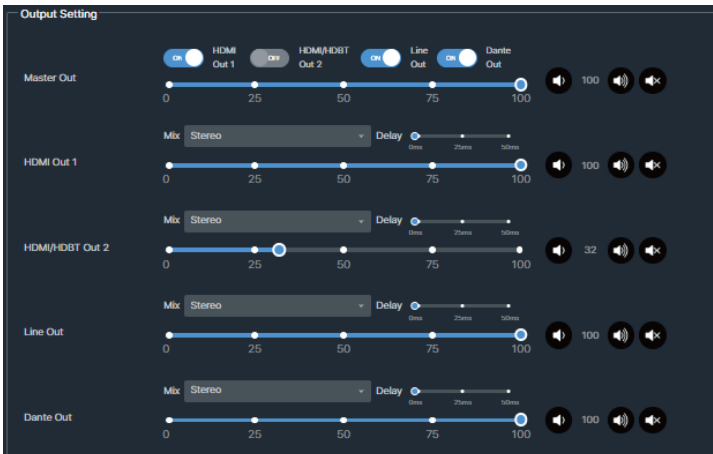 Output Setting
ON HDMI Out 1 OFF HDMI/HDBT Out 2 ON Line Out ON Dante Out
Master Out
100
0 25 50 75 100
Mix Stereo Delay
0ms 25ms 50ms
HDMI Out 1
100
0 25 50 75 100
Mix Stereo Delay
0ms 25ms 50ms
HDMI/HDBT Out 2
32
0 25 50 75 100
Mix Stereo Delay
0ms 25ms 50ms
Line Out
100
0 25 50 75 100
Mix Stereo Delay
0ms 25ms 50ms
Dante Out
100
0 25 50 75 100